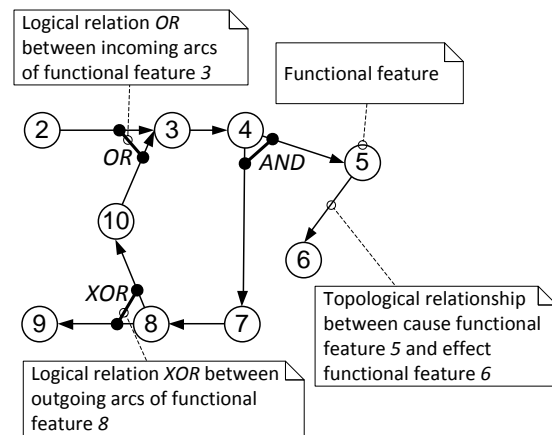 Logical relation OR
between incoming arcs
of functional feature 3
Functional feature
2
3
4
OR
AND
5
10
6
XOR
9
8
7
Topological relationship
between cause functional
feature 5 and effect
functional feature 6
Logical relation XOR between
outgoing arcs of functional
feature 8